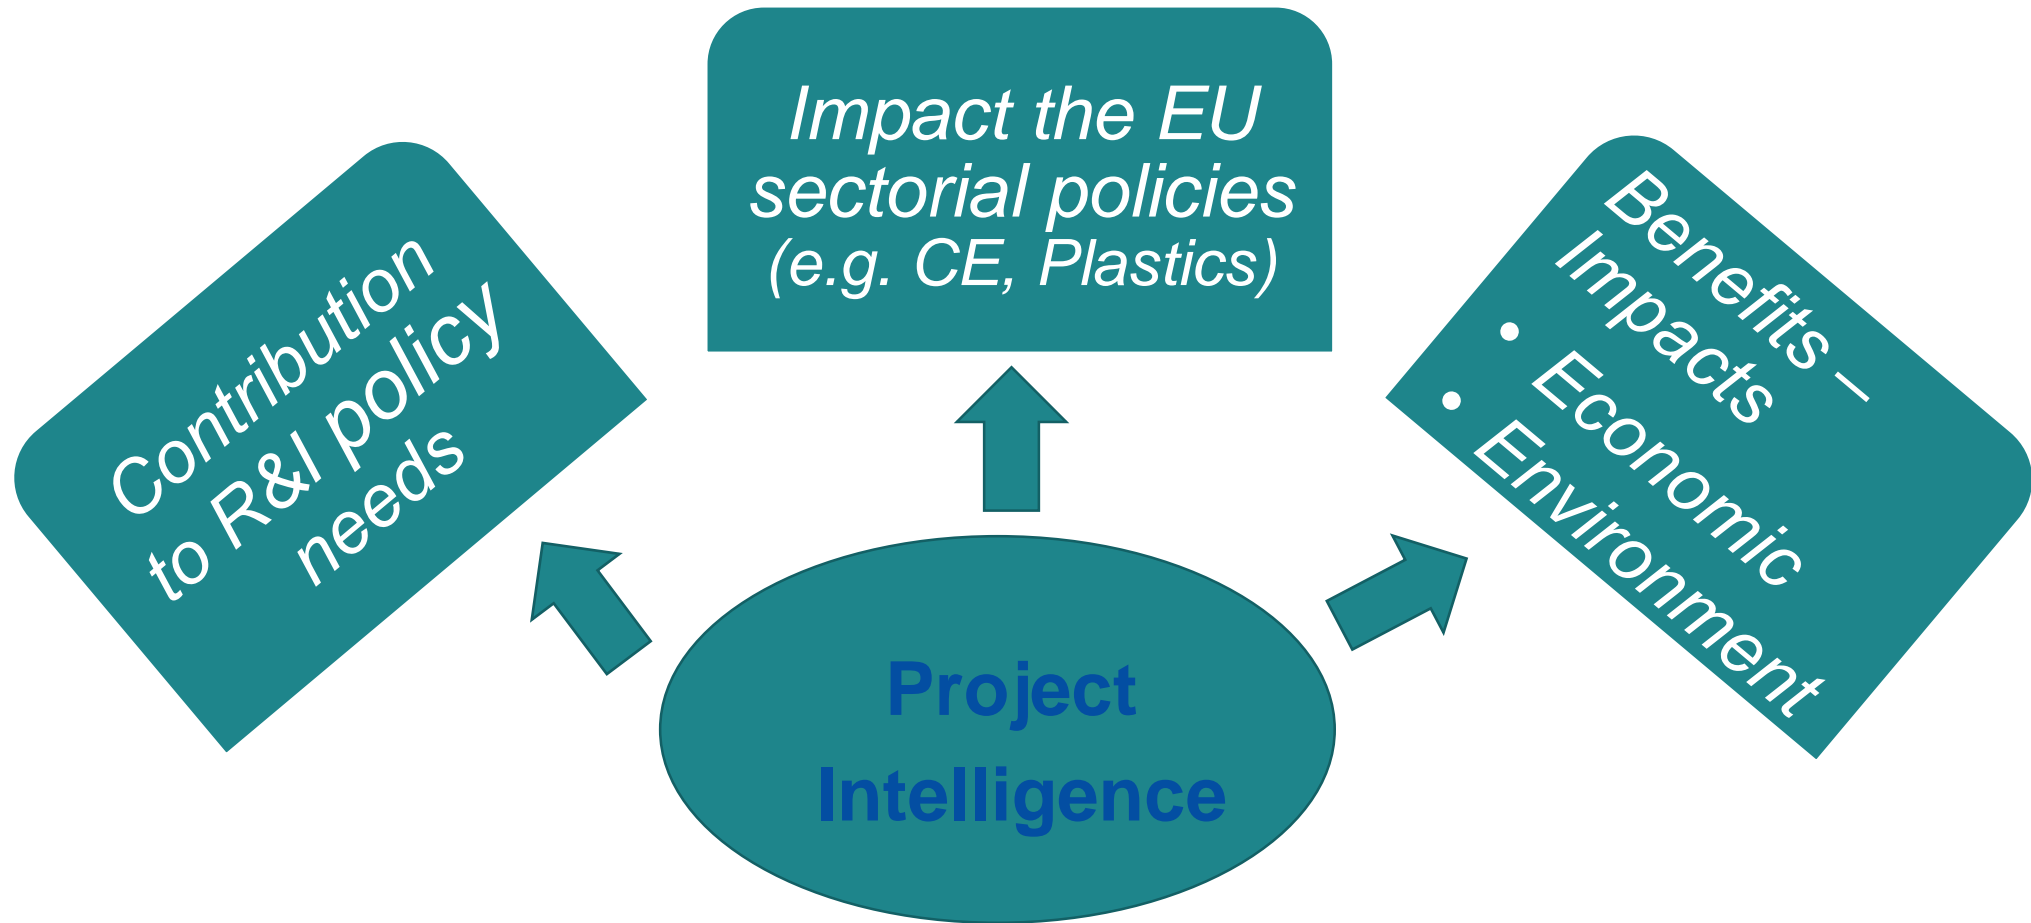 Contribution
to R&I policy
needs
Impact the EU
sectorial policies
(e.g. CE, Plastics)
Benefits –
Impacts
• Economic
• Environment
Project
Intelligence